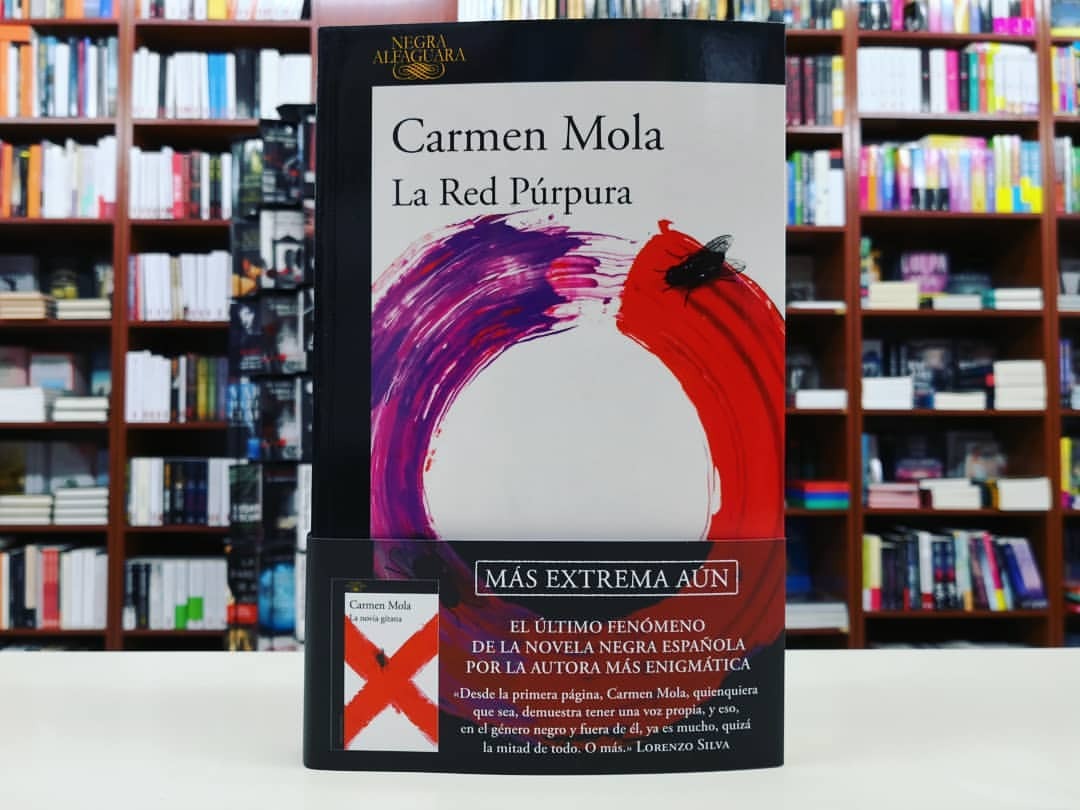 NEGRA
ALFAGUARA
Carmen Mola
La Red Púrpura
MÁS EXTREMA AÚN
Carmen Mola
La novia gitana
EL ÚLTIMO FENÓMENO
DE LA NOVELA NEGRA ESPAÑOLA
POR LA AUTORA MÁS ENIGMÁTICA
«Desde la primera página, Carmen Mola, quienquiera
que sea, demuestra tener una voz propia, y eso,
en el género negro y fuera de él, ya es mucho, quizá
la mitad de todo. O más.» LORENZO SILVA